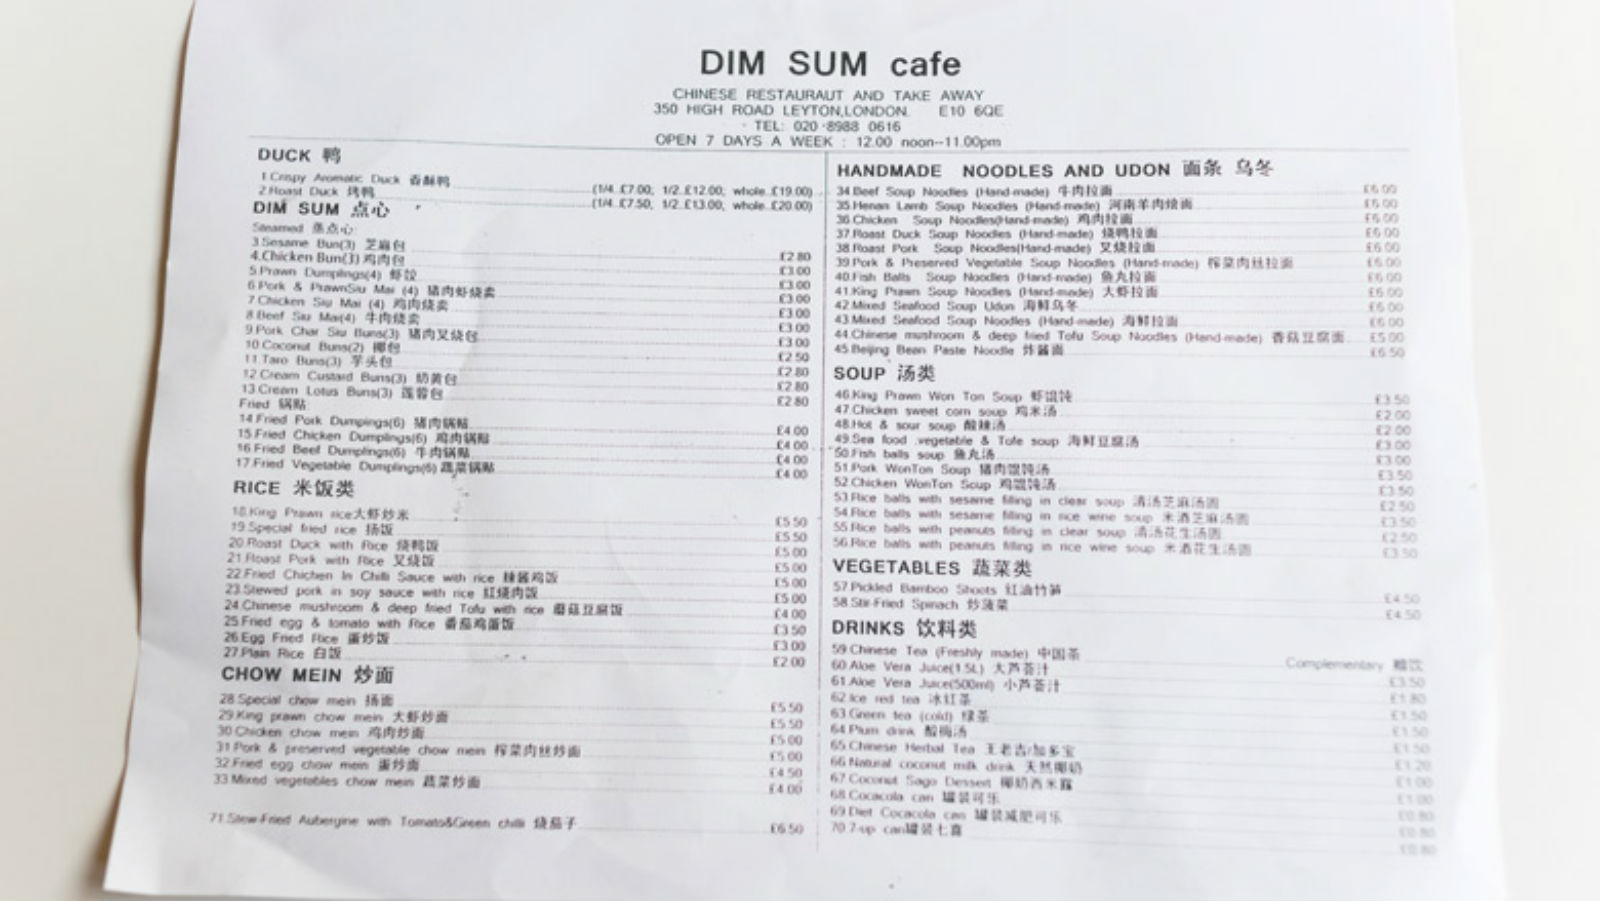 DIM SUM cafe
CHINESE RESTAURAUT AND TAKE AWAY
350 HIGH ROAD LEYTON,LONDON. E10 6QE
TEL: 020-8988 0616
OPEN 7 DAYS A WEEK : 12.00 noon--11.00pm
DUCK 鸭
1.Crispy Aromatic Duck 香酥鸭 (1/4..£7.00; 1/2..£12.00; whole..£19.00)
2.Roast Duck 烤鸭 (1/4..£7.50; 1/2..£13.00; whole..£20.00)
DIM SUM 点心
Steamed 蒸点心
3.Sesame Bun(3) 芝麻包 £2.80
4.Chicken Bun(3) 鸡肉包 £3.00
5.Prawn Dumplings(4) 虾饺 £3.00
6.Pork & PrawnSiu Mai (4) 猪肉虾烧卖 £3.00
7.Chicken Siu Mai (4) 鸡肉烧卖 £3.00
8.Beef Siu Mai(4) 牛肉烧卖 £3.00
9.Pork Char Siu Buns(3) 猪肉叉烧包 £3.00
10.Coconut Buns(2) 椰包 £2.50
11.Taro Buns(3) 芋头包 £2.80
12.Cream Custard Buns(3) 奶黄包 £2.80
13.Cream Lotus Buns(3) 莲蓉包 £2.80
Fried 锅贴
14.Fried Pork Dumpings(6) 猪肉锅贴 £4.00
15.Fried Chicken Dumplings(6) 鸡肉锅贴 £4.00
16.Fried Beef Dumplings(6) 牛肉锅贴 £4.00
17.Fried Vegetable Dumplings(6) 蔬菜锅贴 £4.00
RICE 米饭类
18.King Prawn rice大虾炒米 £5.50
19.Special fried rice 扬饭 £5.50
20.Roast Duck with Rice 烧鸭饭 £5.00
21.Roast Pork with Rice 叉烧饭 £5.00
22.Fried Chichen In Chilli Sauce with rice 辣酱鸡饭 £5.00
23.Stewed pork in soy sauce with rice 红烧肉饭 £5.00
24.Chinese mushroom & deep fried Tofu with rice 蘑菇豆腐饭 £4.00
25.Fried egg & tomato with Rice 番茄鸡蛋饭 £3.50
26.Egg Fried Rice 蛋炒饭 £3.00
27.Plain Rice 白饭 £2.00
CHOW MEIN 炒面
28.Special chow mein 扬面 £5.50
29.King prawn chow mein 大虾炒面 £5.50
30.Chicken chow mein 鸡肉炒面 £5.00
31.Pork & preserved vegetable chow mein 榨菜肉丝炒面 £5.00
32.Fried egg chow mein 蛋炒面 £4.50
33.Mixed vegetables chow mein 蔬菜炒面 £4.00
71.Stew-Fried Aubergine with Tomato&Green chilli 烧茄子 £6.50
HANDMADE NOODLES AND UDON 面条 乌冬
34.Beef Soup Noodles (Hand-made) 牛肉拉面 £6.00
35.Henan Lamb Soup Noodles (Hand-made) 河南羊肉烩面 £6.00
36.Chicken Soup Noodles(Hand-made) 鸡肉拉面 £6.00
37.Roast Duck Soup Noodles (Hand-made) 烧鸭拉面 £6.00
38.Roast Pork Soup Noodles(Hand-made) 叉烧拉面 £6.00
39.Pork & Preserved Vegetable Soup Noodles (Hand-made) 榨菜肉丝拉面 £6.00
40.Fish Balls Soup Noodles (Hand-made) 鱼丸拉面 £6.00
41.King Prawn Soup Noodles (Hand-made) 大虾拉面 £6.00
42.Mixed Seafood Soup Udon 海鲜乌冬 £6.00
43.Mixed Seafood Soup Noodles (Hand-made) 海鲜拉面 £6.00
44.Chinese mushroom & deep fried Tofu Soup Noodles (Hand-made) 香菇豆腐面 £5.00
45.Beijing Bean Paste Noodle 炸酱面 £6.50
SOUP 汤类
46.King Prawn Won Ton Soup 虾馄饨 £3.50
47.Chicken sweet corn soup 鸡米汤 £2.00
48.Hot & sour soup 酸辣汤 £2.00
49.Sea food vegetable & Tofe soup 海鲜豆腐汤 £3.00
50.Fish balls soup 鱼丸汤 £3.00
51.Pork WonTon Soup 猪肉馄饨汤 £3.50
52.Chicken WonTon Soup 鸡馄饨汤 £3.50
53.Rice balls with sesame filling in clear soup 清汤芝麻汤圆 £2.50
54.Rice balls with sesame filling in rice wine soup 米酒芝麻汤圆 £3.50
55.Rice balls with peanuts filling in clear soup 清汤花生汤圆 £2.50
56.Rice balls with peanuts filling in rice wine soup 米酒花生汤圆 £3.50
VEGETABLES 蔬菜类
57.Pickled Bamboo Shoots 红油竹笋 £4.50
58.Stir-Fried Spinach 炒菠菜 £4.50
DRINKS 饮料类
59.Chinese Tea (Freshly made) 中国茶 Complementary 赠饮
60.Aloe Vera Juice(1.5L) 大芦荟汁 £3.50
61.Aloe Vera Juice(500ml) 小芦荟汁 £1.80
62.Ice red tea 冰红茶 £1.50
63.Green tea (cold) 绿茶 £1.50
64.Plum drink 酸梅汤 £1.50
65.Chinese Herbal Tea 王老吉/加多宝 £1.20
66.Natural coconut milk drink 天然椰奶 £1.00
67.Coconut Sago Dessert 椰奶西米露 £1.00
68.Cocacola can 罐装可乐 £0.80
69.Diet Cocacola can 罐装减肥可乐 £0.80
70.7-up can罐装七喜